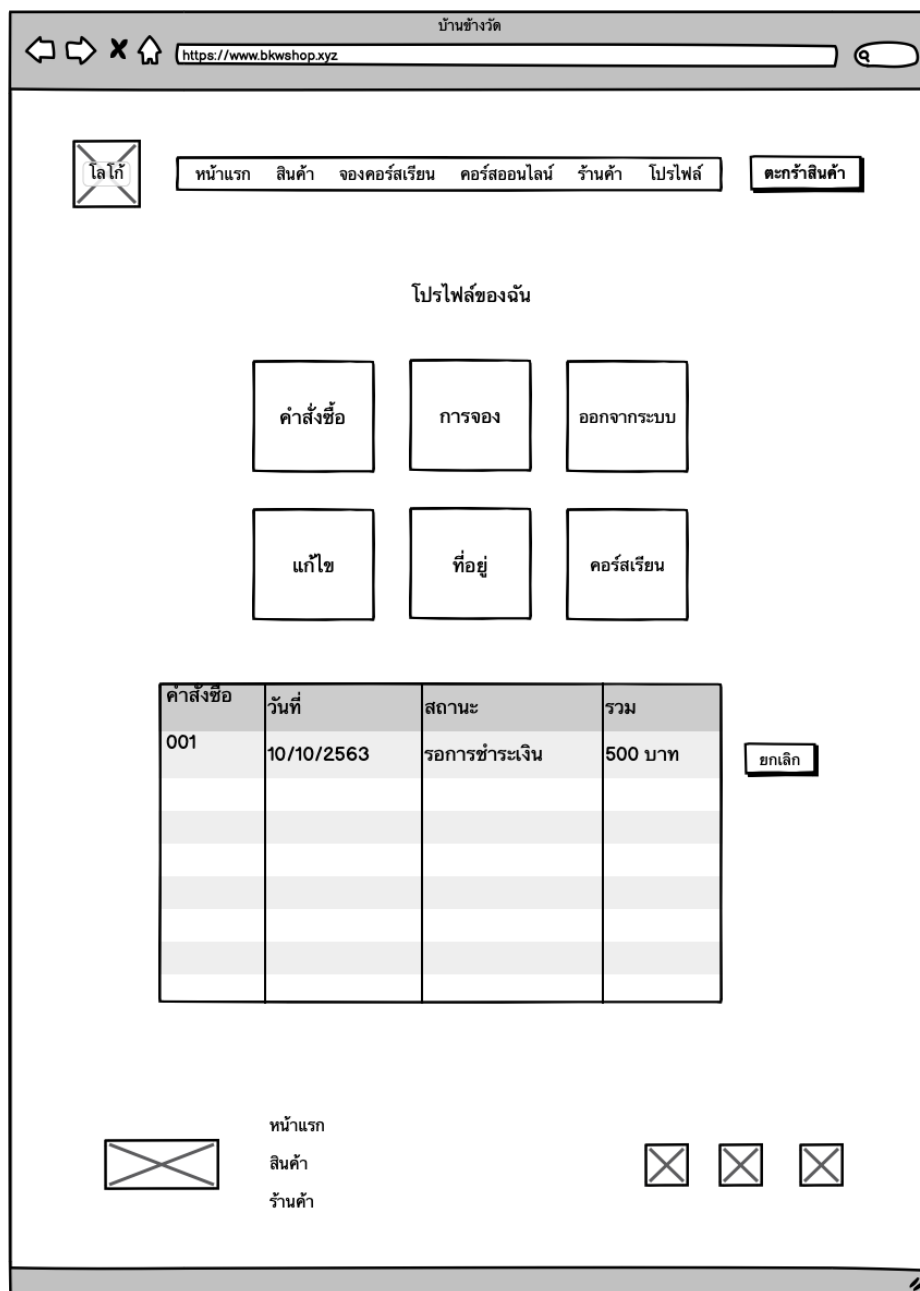 บ้านข้างวัด
https://www.bkwshop.xyz
โลโก้
หน้าแรก สินค้า จองคอร์สเรียน คอร์สออนไลน์ ร้านค้า โปรไฟล์
ตะกร้าสินค้า
โปรไฟล์ของฉัน
คำสั่งซื้อ การจอง ออกจากระบบ
แก้ไข ที่อยู่ คอร์สเรียน
คำสั่งซื้อ วันที่ สถานะ รวม
001 10/10/2563 รอการชำระเงิน 500 บาท
ยกเลิก
หน้าแรก
สินค้า
ร้านค้า